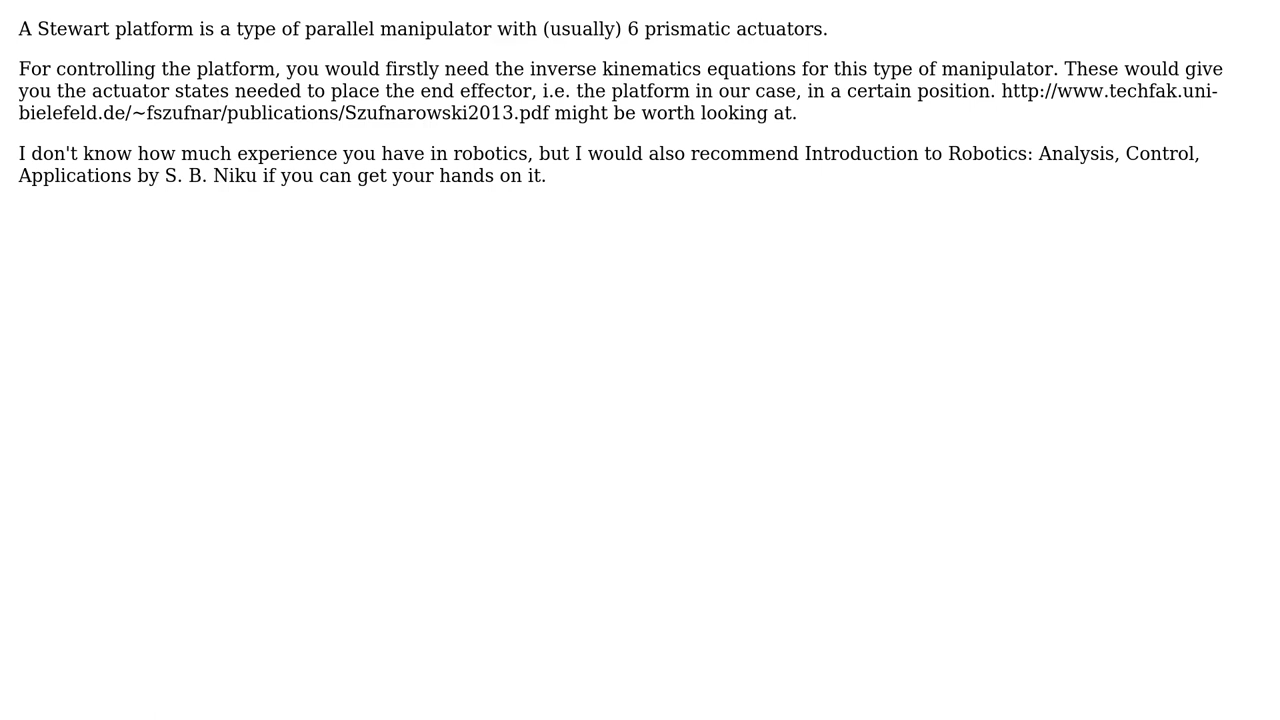 A Stewart platform is a type of parallel manipulator with (usually) 6 prismatic actuators.
For controlling the platform, you would firstly need the inverse kinematics equations for this type of manipulator. These would give
you the actuator states needed to place the end effector, i.e. the platform in our case, in a certain position. http://www.techfak.uni-
bielefeld.de/~fszufnar/publications/Szufnarowski2013.pdf might be worth looking at.
I don't know how much experience you have in robotics, but I would also recommend Introduction to Robotics: Analysis, Control,
Applications by S. B. Niku if you can get your hands on it.